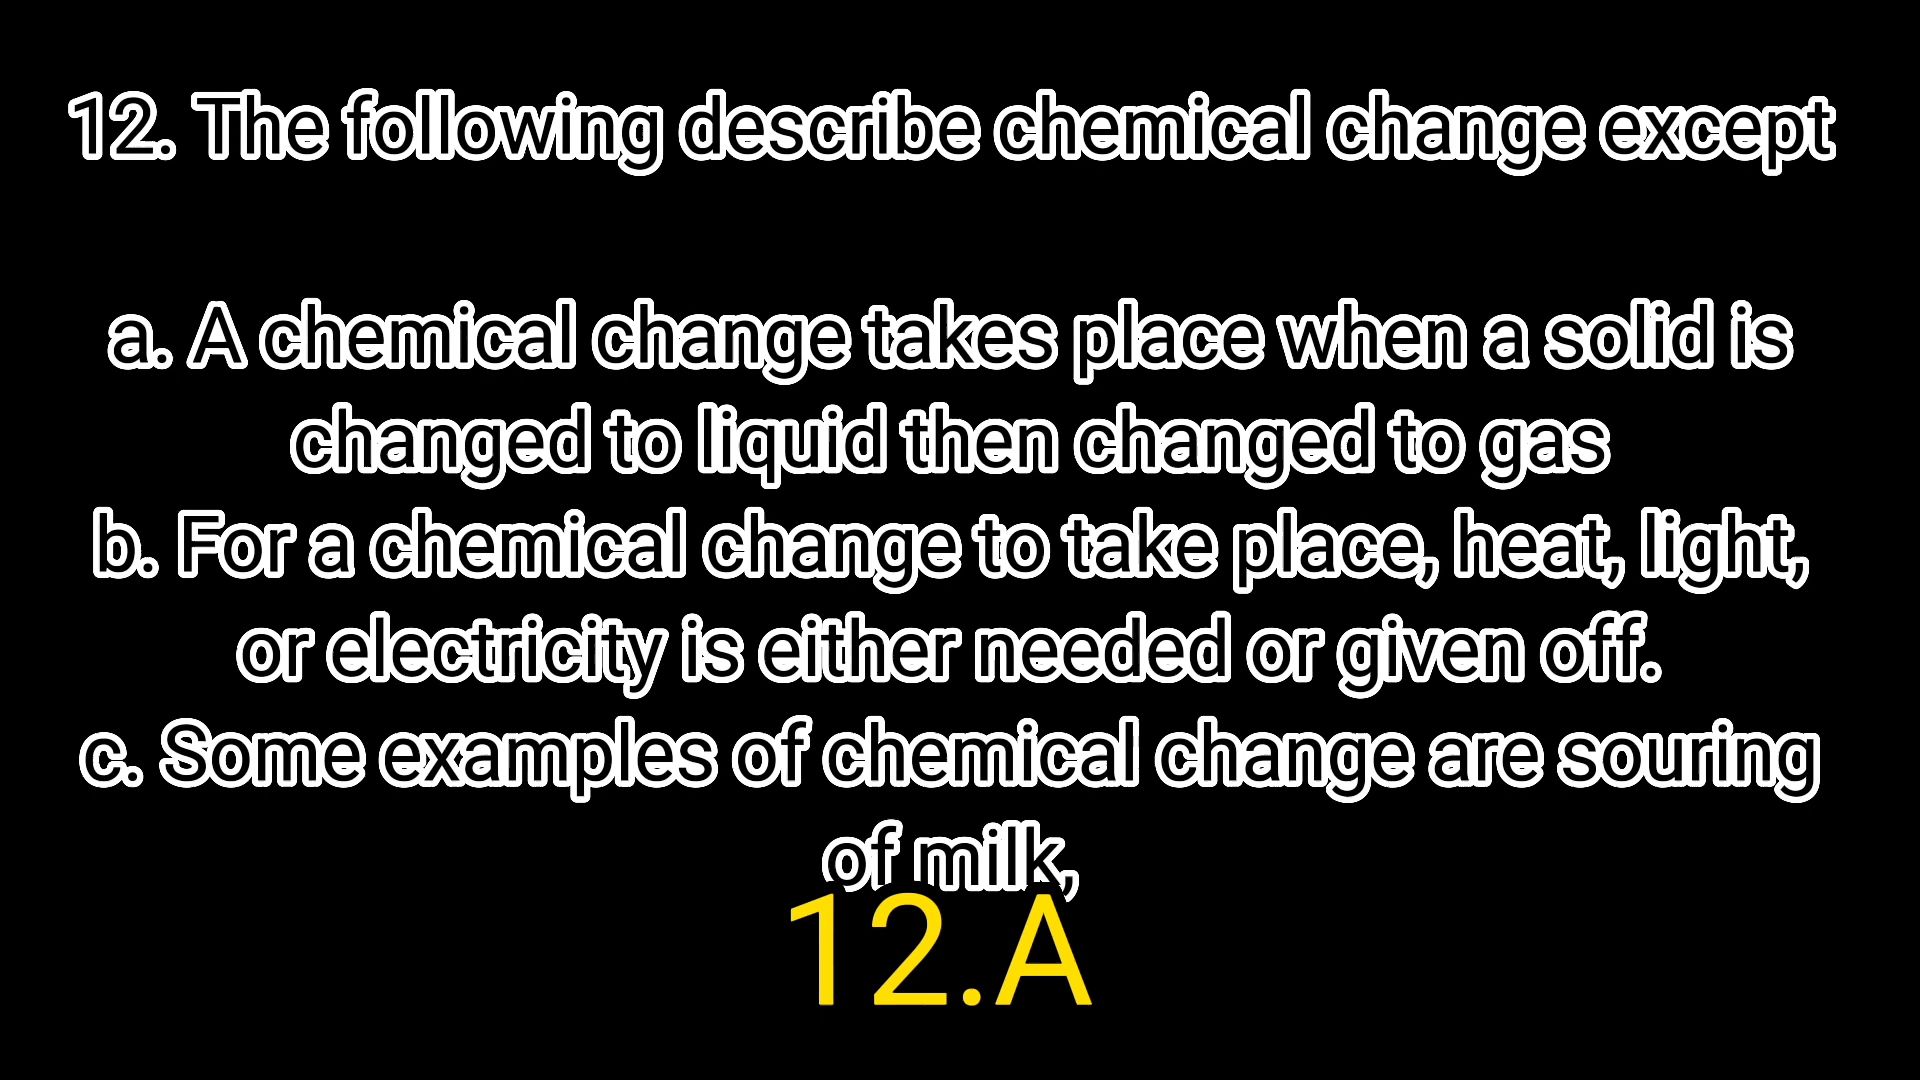 12. The following describe chemical change except
a. A chemical change takes place when a solid is
changed to liquid then changed to gas
b. For a chemical change to take place, heat, light,
or electricity is either needed or given off.
c. Some examples of chemical change are souring
of milk,
12.A